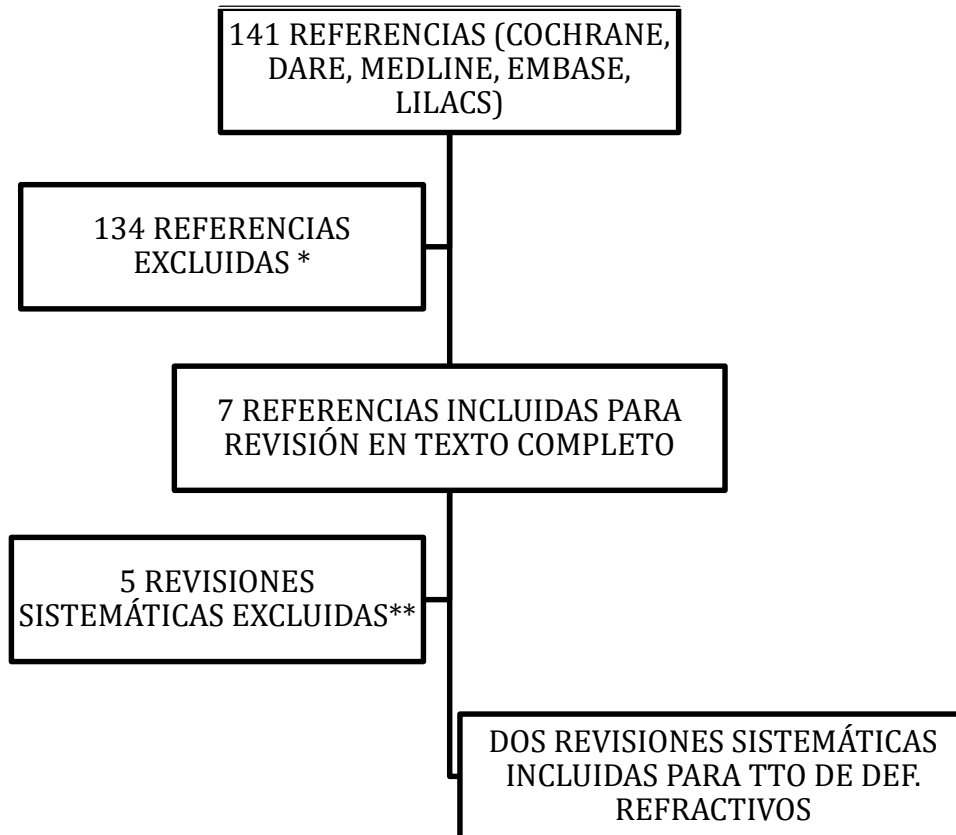 141 REFERENCIAS (COCHRANE,
DARE, MEDLINE, EMBASE,
LILACS)
134 REFERENCIAS
EXCLUIDAS *
7 REFERENCIAS INCLUIDAS PARA
REVISIÓN EN TEXTO COMPLETO
5 REVISIONES
SISTEMÁTICAS EXCLUIDAS**
DOS REVISIONES SISTEMÁTICAS
INCLUIDAS PARA TTO DE DEF.
REFRACTIVOS